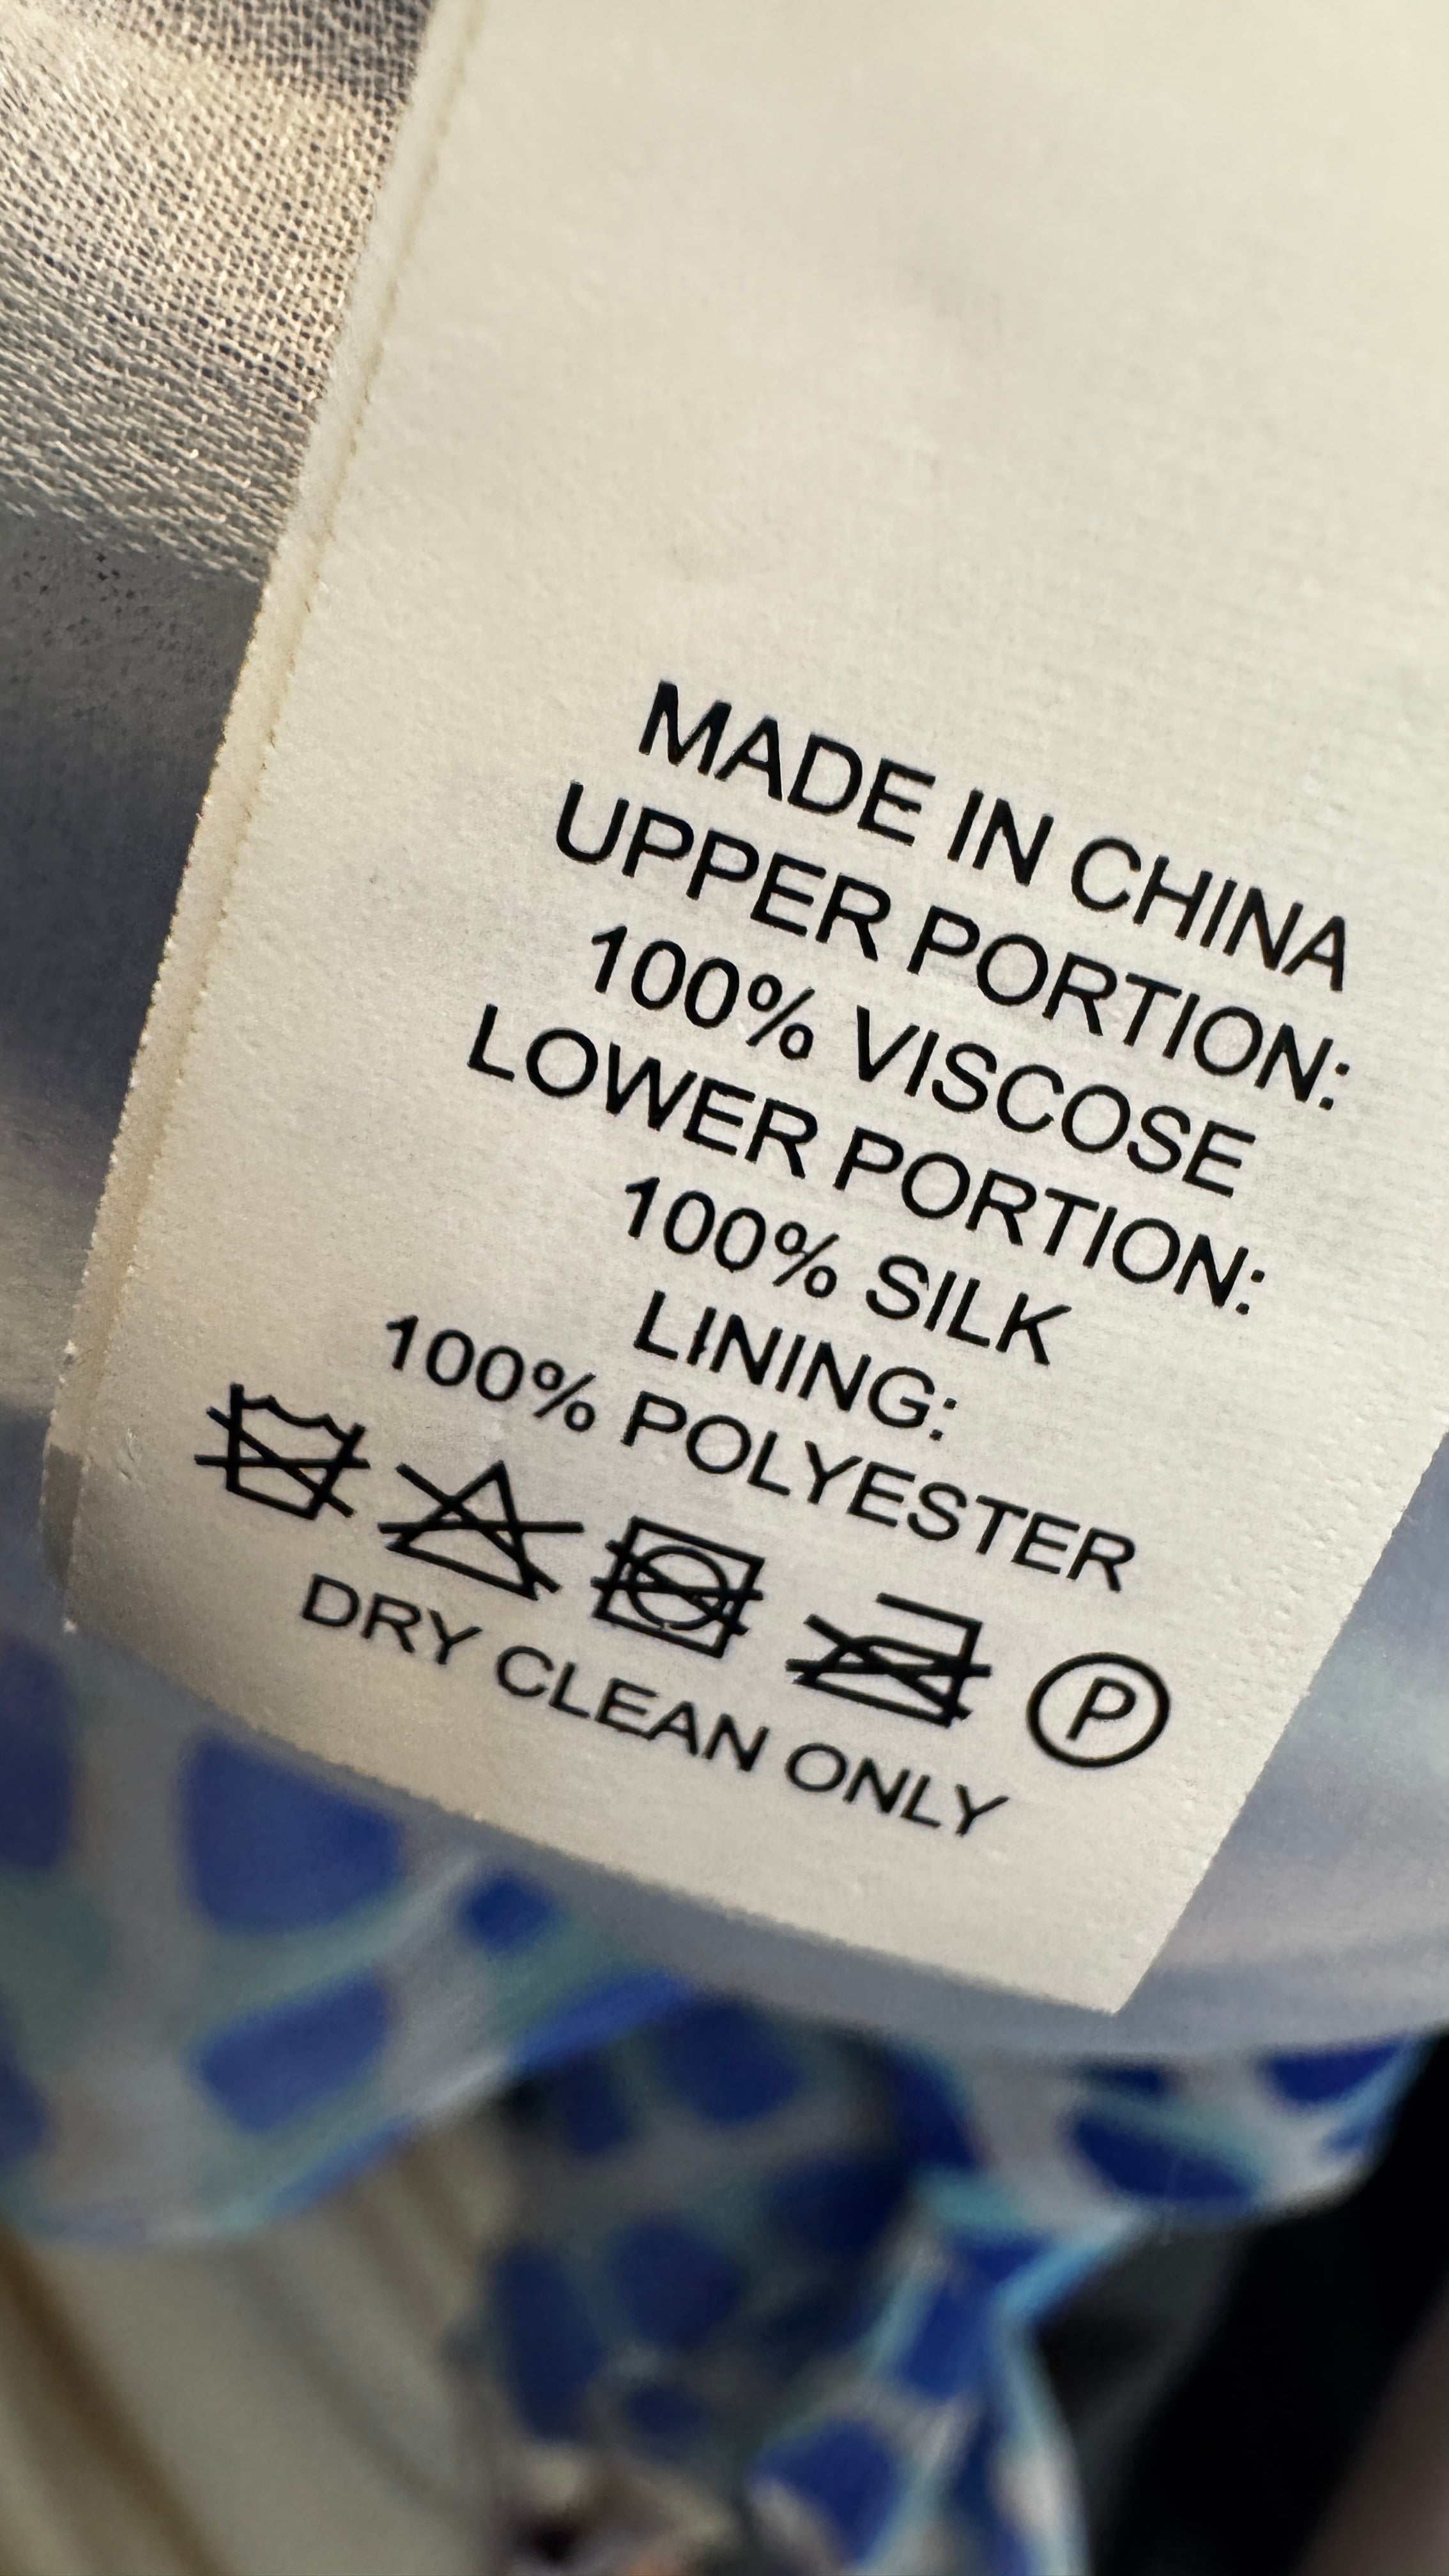 MADE IN CHINA
UPPER PORTION:
100% VISCOSE
LOWER PORTION:
100% SILK
LINING:
100% POLYESTER
P
DRY CLEAN ONLY